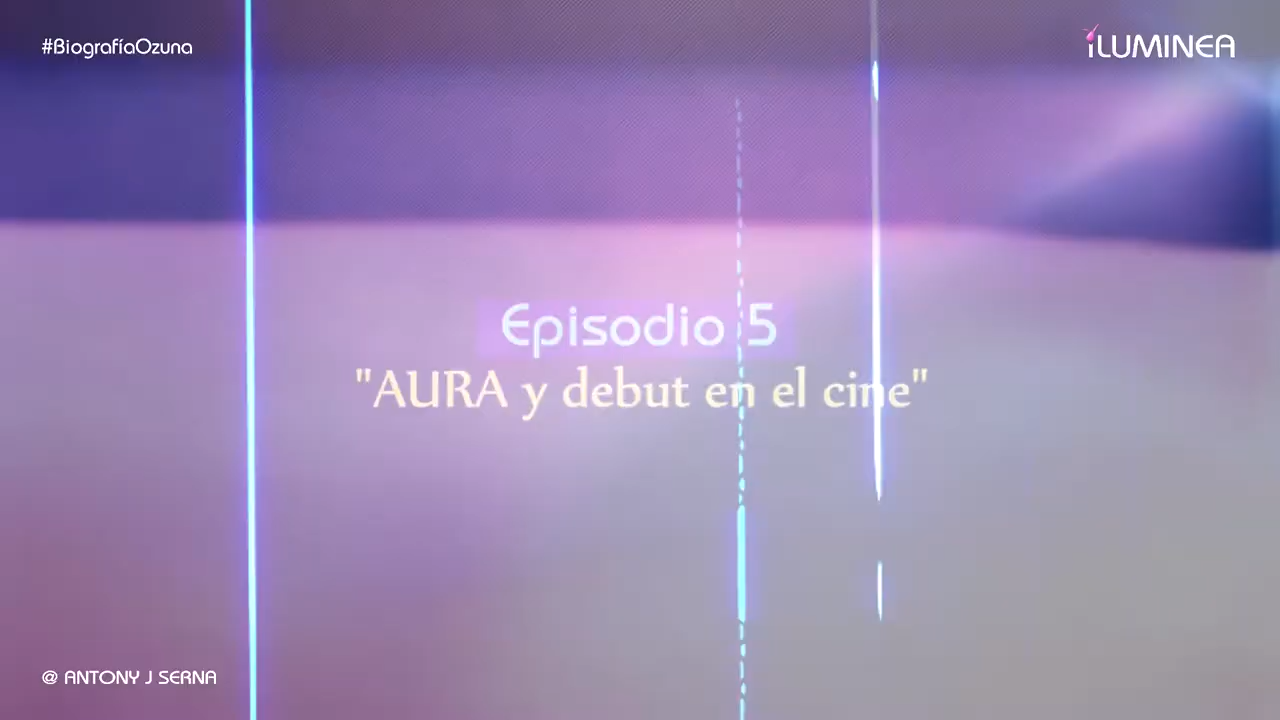 #BiografíaOzuna
iLUMINEA
Episodio 5
"AURA y debut en el cine"
@ ANTONY J SERNA